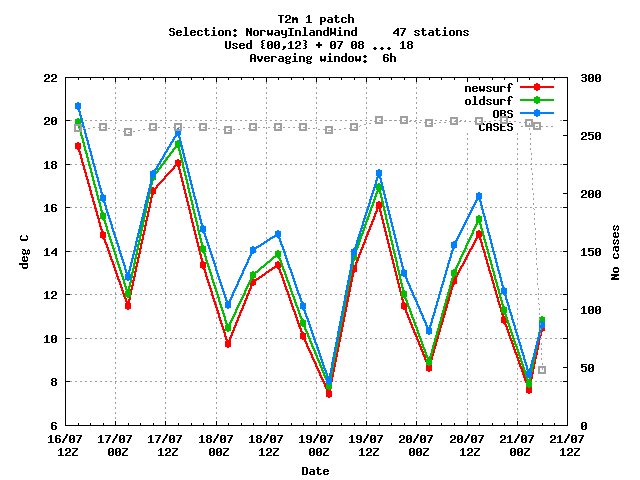 T2m 1 patch
Selection: NorwayInlandWind     47 stations
Used {00,12} + 07 08 ... 18
Averaging window:  6h
22
20
18
16
14
12
10
8
6
deg C
300
250
200
150
100
50
0
No cases
newsurf
oldsurf
OBS
CASES
16/07 17/07 17/07 18/07 18/07 19/07 19/07 20/07 20/07 21/07 21/07
12Z 00Z 12Z 00Z 12Z 00Z 12Z 00Z 12Z 00Z 12Z
Date